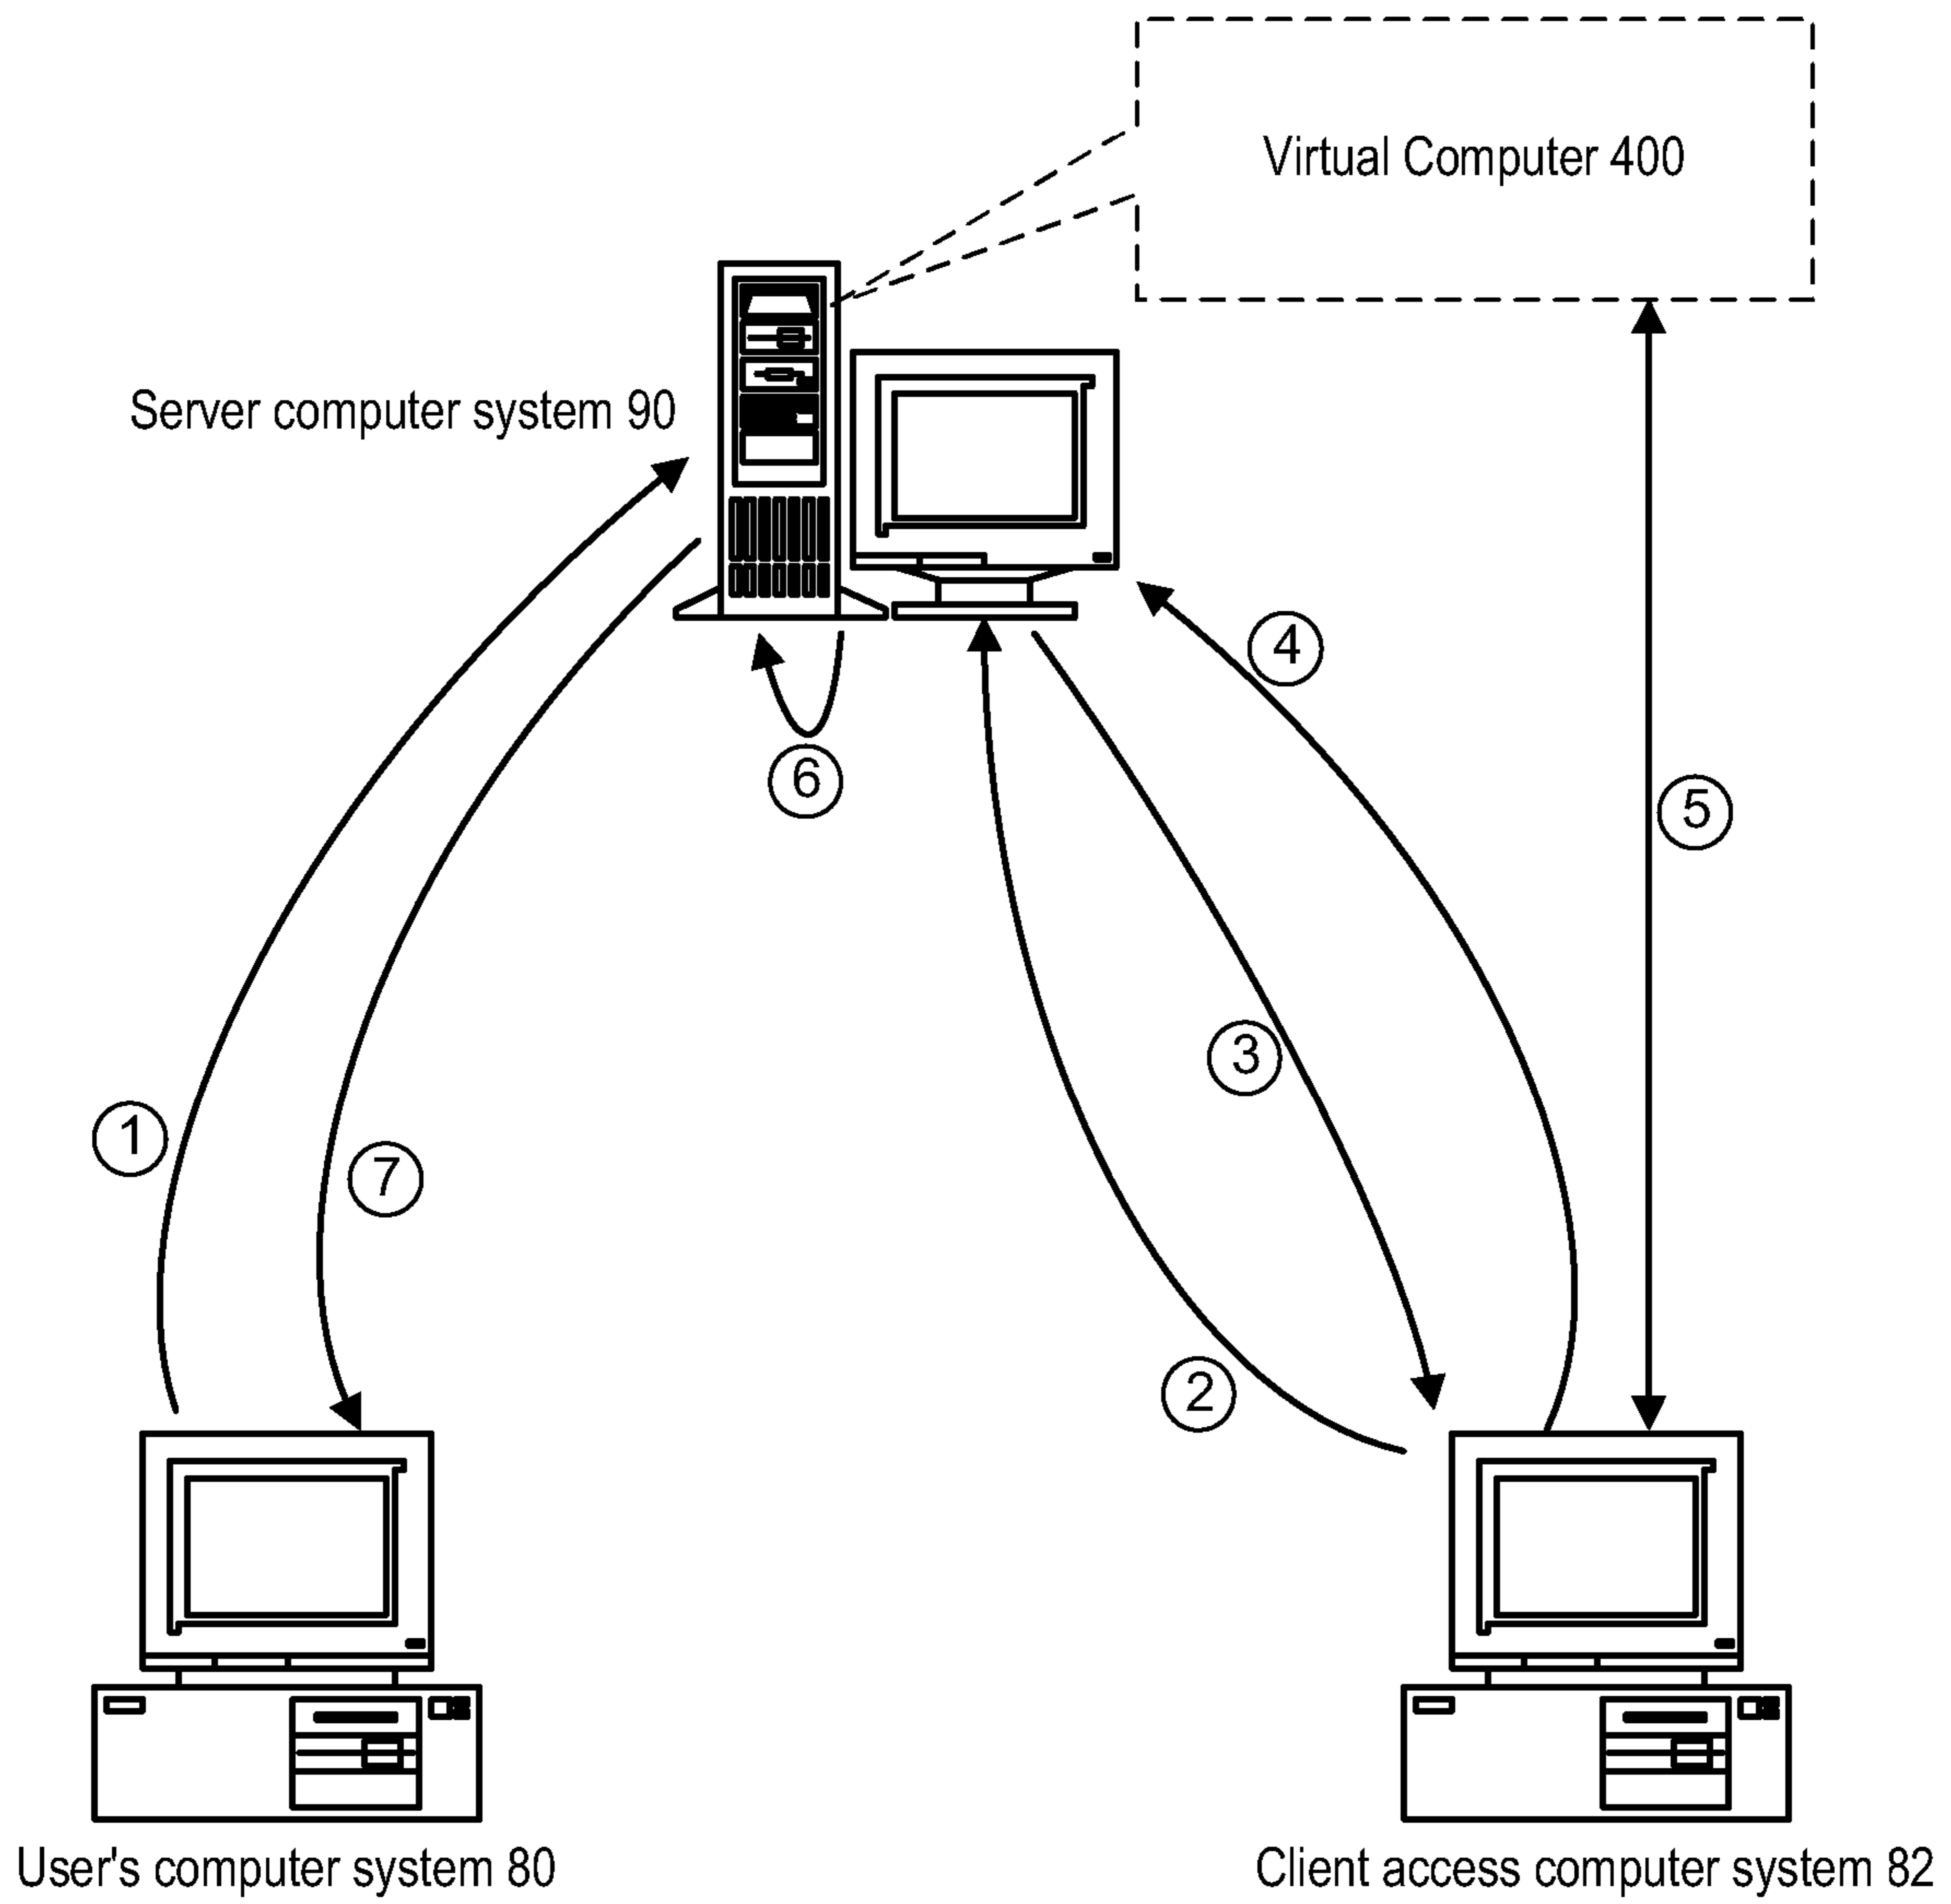 Virtual Computer 400
Server computer system 90
4
6
5
3
1
7
2
User's computer system 80
Client access computer system 82